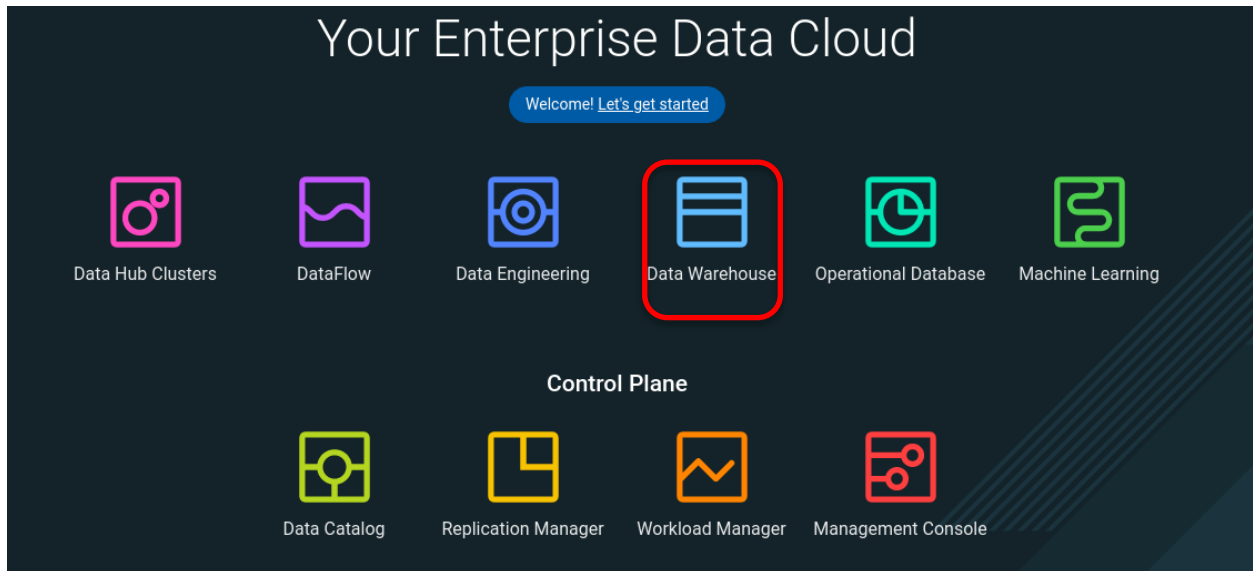 Your Enterprise Data Cloud
Welcome! Let's get started
Data Hub Clusters
DataFlow
Data Engineering
Data Warehouse
Operational Database
Machine Learning
Control Plane
Data Catalog
Replication Manager
Workload Manager
Management Console